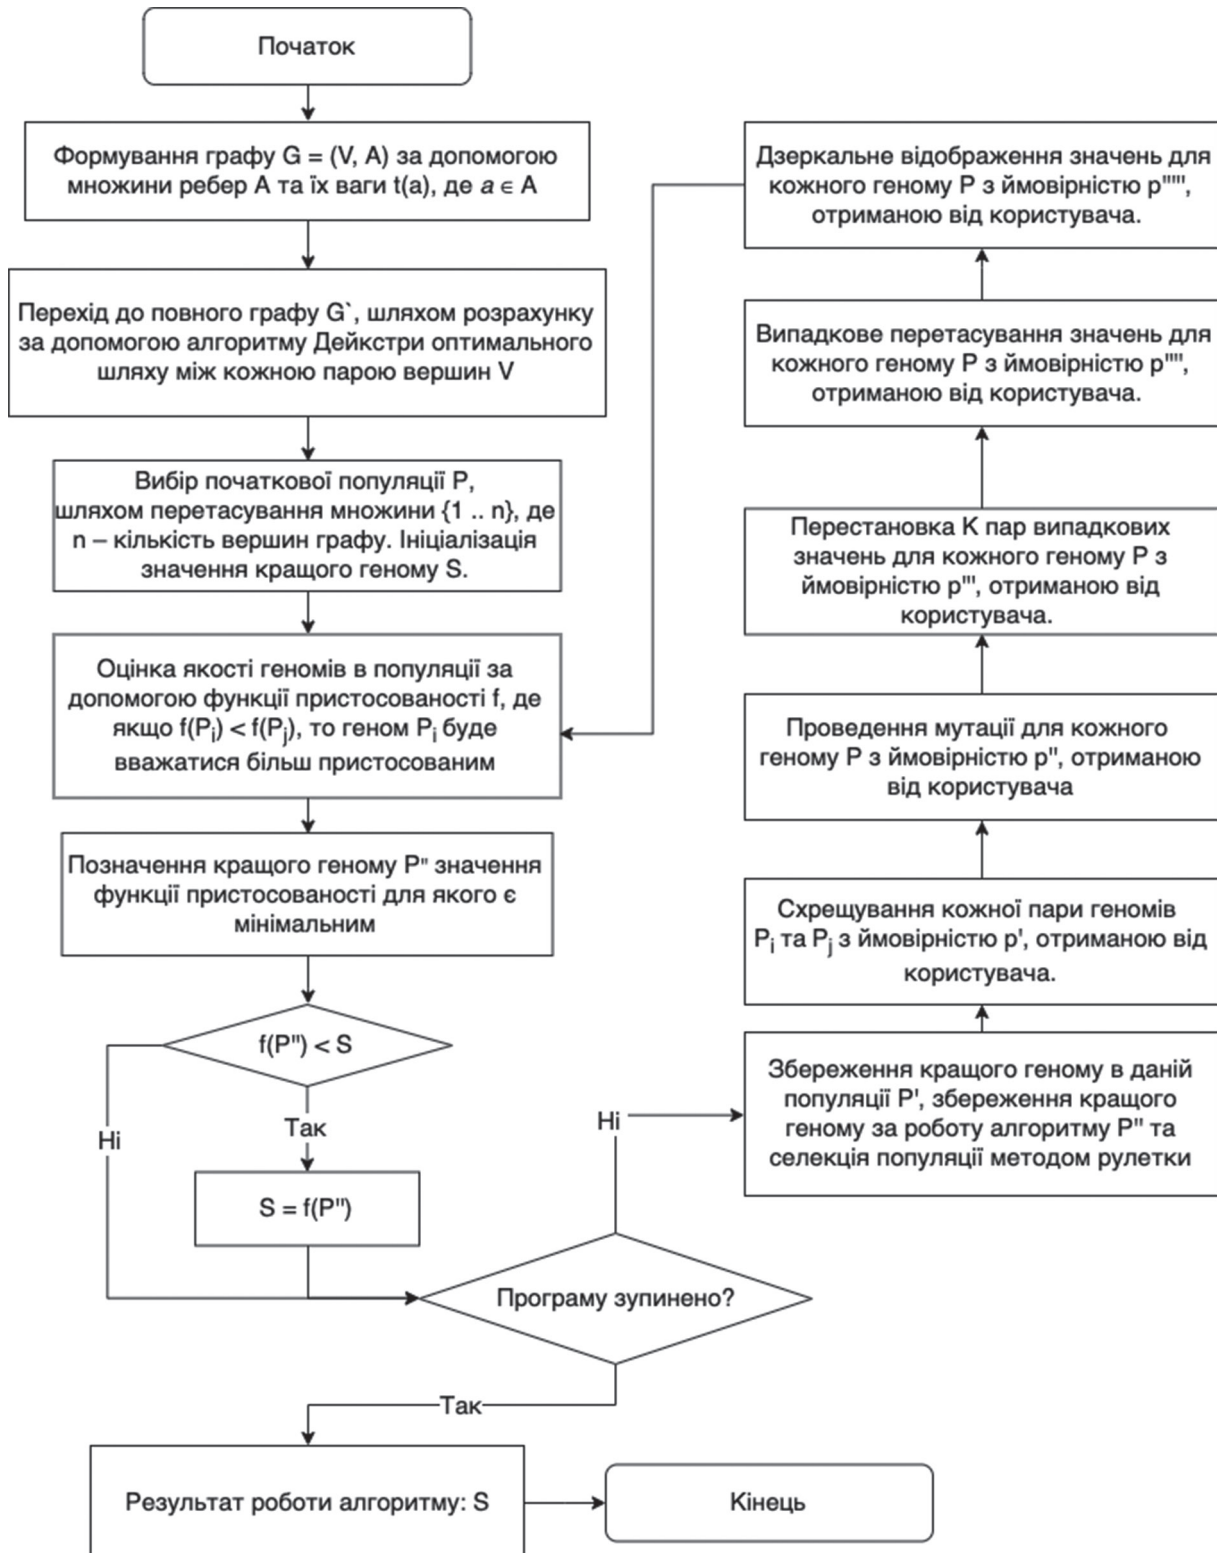 Початок
Формування графу G = (V, A) за допомогою
множини ребер A та їх ваги t(a), де a ∈ A
Перехід до повного графу G`, шляхом розрахунку
за допомогою алгоритму Дейкстри оптимального
шляху між кожною парою вершин V
Вибір початкової популяції P,
шляхом перетасування множини {1 .. n}, де
n – кількість вершин графу. Ініціалізація
значення кращого геному S.
Оцінка якості геномів в популяції за
допомогою функції пристосованості f, де
якщо f(Pi) < f(Pj), то геном Pi буде
вважатися більш пристосованим
Позначення кращого геному P" значення
функції пристосованості для якого є
мінімальним
f(P") < S
Ні
Так
S = f(P")
Програму зупинено?
Ні
Так
Результат роботи алгоритму: S
Кінець
Збереження кращого геному в даній
популяції P', збереження кращого
геному за роботу алгоритму P" та
селекція популяції методом рулетки
Схрещування кожної пари геномів
Pi та Pj з ймовірністю p', отриманою від
користувача.
Проведення мутації для кожного
геному P з ймовірністю p", отриманою
від користувача
Перестановка K пар випадкових
значень для кожного геному P з
ймовірністю p"', отриманою від
користувача.
Випадкове перетасування значень для
кожного геному P з ймовірністю p"",
отриманою від користувача.
Дзеркальне відображення значень для
кожного геному P з ймовірністю p""',
отриманою від користувача.